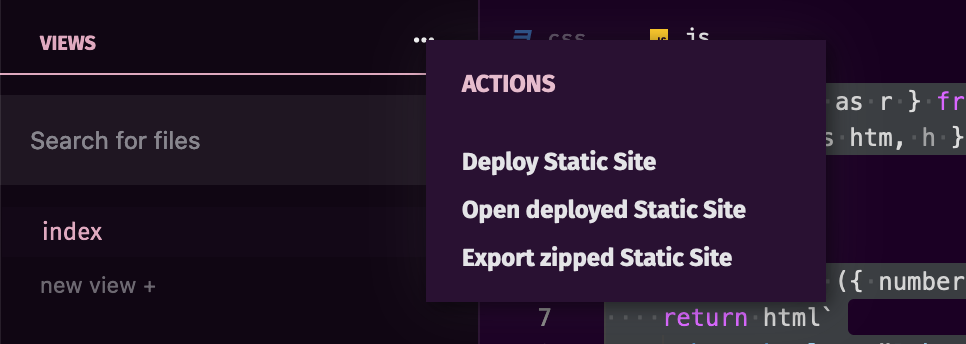 VIEWS
•••
css
JS js
ACTIONS
as r } fr
Search for files
s htm, h }
Deploy Static Site
Open deployed Static Site
index
Export zipped Static Site
new view +
({ number
7
return html`